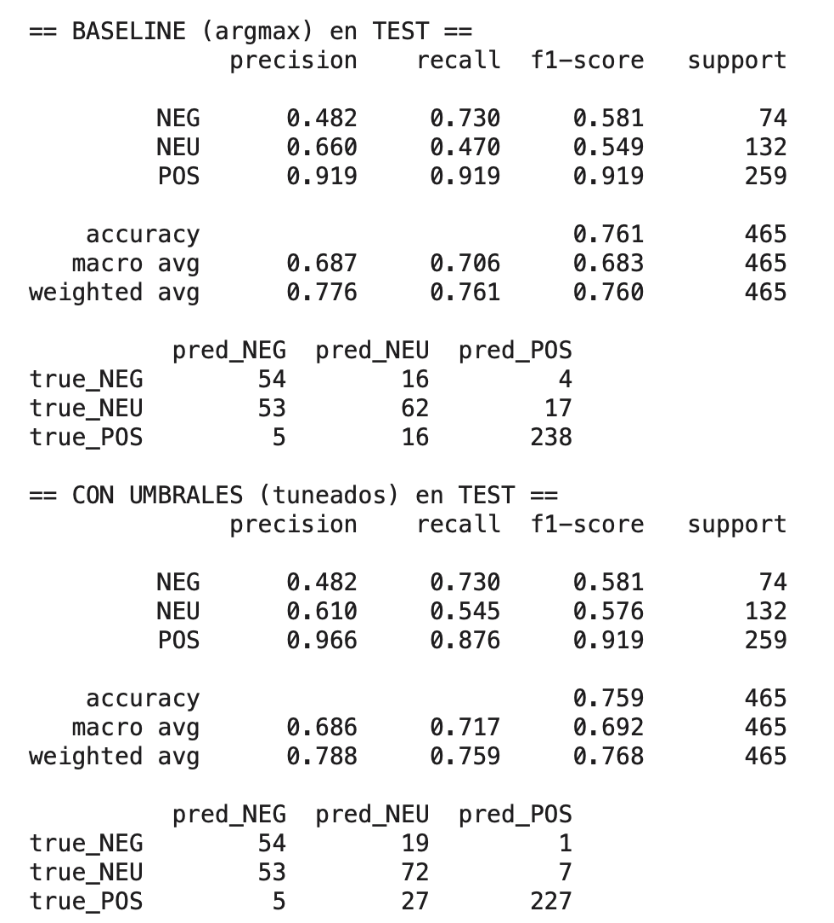 == BASELINE (argmax) en TEST ==
precision recall f1-score support
NEG 0.482 0.730 0.581 74
NEU 0.660 0.470 0.549 132
POS 0.919 0.919 0.919 259
accuracy 0.761 465
macro avg 0.687 0.706 0.683 465
weighted avg 0.776 0.761 0.760 465
pred_NEG pred_NEU pred_POS
true_NEG 54 16 4
true_NEU 53 62 17
true_POS 5 16 238
== CON UMBRALES (tuneados) en TEST ==
precision recall f1-score support
NEG 0.482 0.730 0.581 74
NEU 0.610 0.545 0.576 132
POS 0.966 0.876 0.919 259
accuracy 0.759 465
macro avg 0.686 0.717 0.692 465
weighted avg 0.788 0.759 0.768 465
pred_NEG pred_NEU pred_POS
true_NEG 54 19 1
true_NEU 53 72 7
true_POS 5 27 227